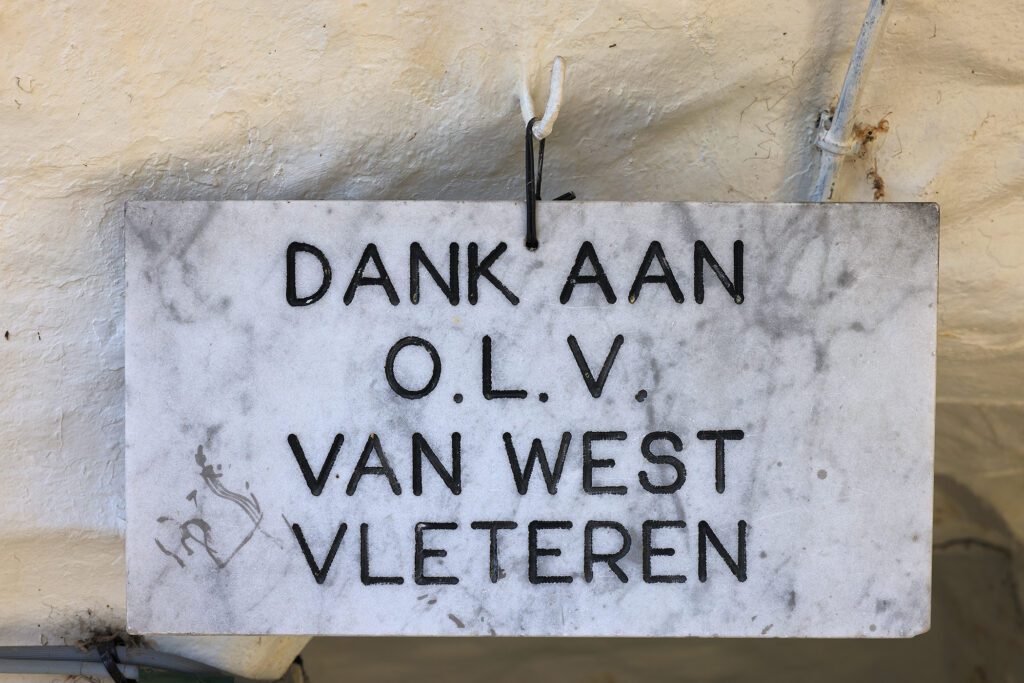 DANK AAN
O.L.V.
VAN WEST
VLETEREN